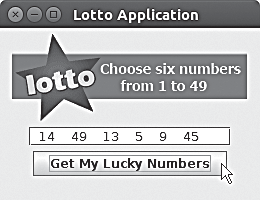 Lotto Application
lotto
Choose six numbers
from 1 to 49
14 49 13 5 9 45
Get My Lucky Numbers